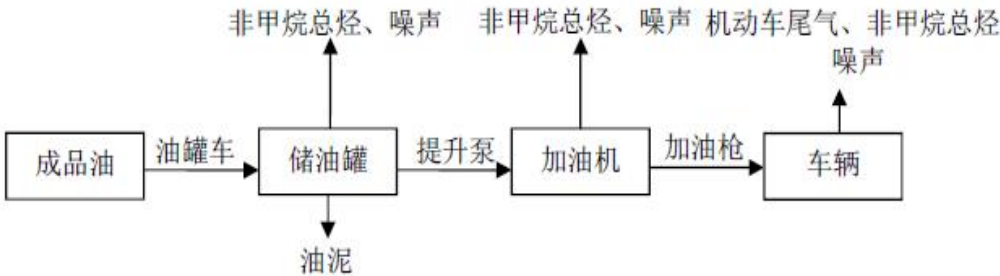 非甲烷总烃、噪声
非甲烷总烃、噪声
机动车尾气、非甲烷总烃
噪声
成品油
油罐车
储油罐
提升泵
加油机
加油枪
车辆
油泥